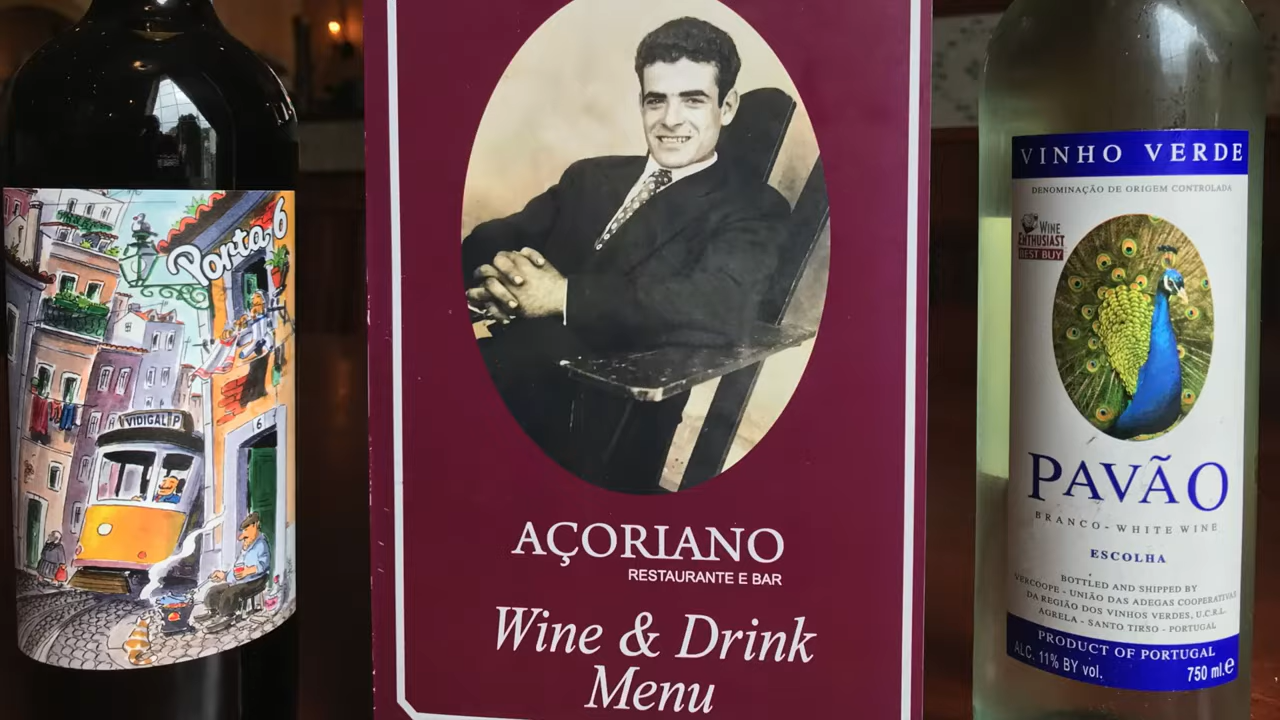 Porta 6
VIDIGAL
6
AÇORIANO
RESTAURANTE E BAR
Wine & Drink
Menu
VINHO VERDE
DENOMINAÇÃO DE ORIGEM CONTROLADA
WINE
ENTHUSIAST
BEST BUY
PAVÃO
BRANCO - WHITE WINE
ESCOLHA
BOTTLED AND SHIPPED BY
VERCOOPE - UNIÃO DAS ADEGAS COOPERATIVAS
DA REGIÃO DOS VINHOS VERDES, U.C.R.L.
AGRELA - SANTO TIRSO - PORTUGAL
PRODUCT OF PORTUGAL
ALC. 11% BY vol.
750 ml.e